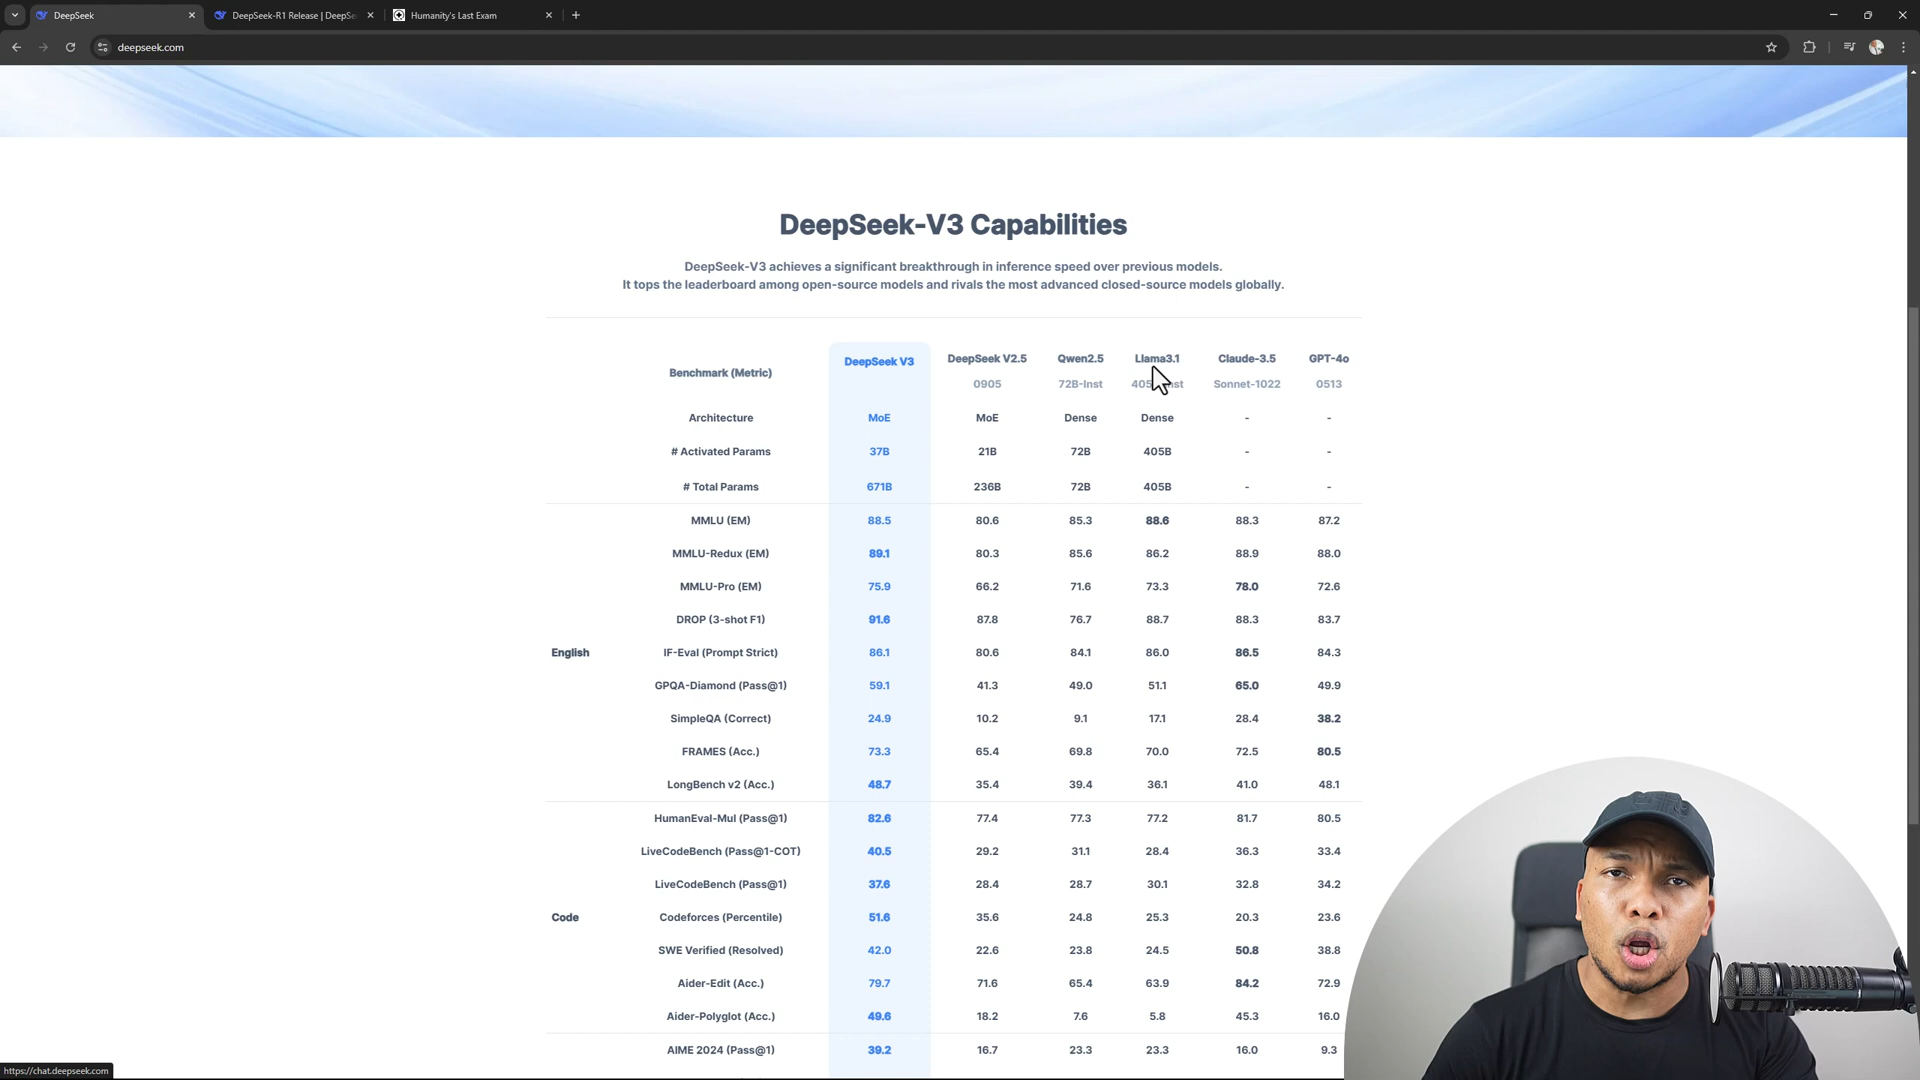 DeepSeek
DeepSeek-R1 Release | DeepSe
Humanity's Last Exam
deepseek.com
DeepSeek-V3 Capabilities
DeepSeek-V3 achieves a significant breakthrough in inference speed over previous models.
It tops the leaderboard among open-source models and rivals the most advanced closed-source models globally.
Benchmark (Metric) DeepSeek V3 DeepSeek V2.5 Qwen2.5 Llama3.1 Claude-3.5 GPT-4o
0905 72B-Inst Sonnet-1022 0513
Architecture MoE MoE Dense Dense - -
# Activated Params 37B 21B 72B 405B - -
# Total Params 671B 236B 72B 405B - -
MMLU (EM) 88.5 80.6 85.3 88.6 88.3 87.2
MMLU-Redux (EM) 89.1 80.3 85.6 86.2 88.9 88.0
MMLU-Pro (EM) 75.9 66.2 71.6 73.3 78.0 72.6
DROP (3-shot F1) 91.6 87.8 76.7 88.7 88.3 83.7
English IF-Eval (Prompt Strict) 86.1 80.6 84.1 86.0 86.5 84.3
GPQA-Diamond (Pass@1) 59.1 41.3 49.0 51.1 65.0 49.9
SimpleQA (Correct) 24.9 10.2 9.1 17.1 28.4 38.2
FRAMES (Acc.) 73.3 65.4 69.8 70.0 72.5 80.5
LongBench v2 (Acc.) 48.7 35.4 39.4 36.1 41.0 48.1
HumanEval-Mul (Pass@1) 82.6 77.4 77.3 77.2 81.7 80.5
LiveCodeBench (Pass@1-COT) 40.5 29.2 31.1 28.4 36.3 33.4
LiveCodeBench (Pass@1) 37.6 28.4 28.7 30.1 32.8 34.2
Code Codeforces (Percentile) 51.6 35.6 24.8 25.3 20.3 23.6
SWE Verified (Resolved) 42.0 22.6 23.8 24.5 50.8 38.8
Aider-Edit (Acc.) 79.7 71.6 65.4 63.9 84.2 72.9
Aider-Polyglot (Acc.) 49.6 18.2 7.6 5.8 45.3 16.0
AIME 2024 (Pass@1) 39.2 16.7 23.3 23.3 16.0 9.3
https://chat.deepseek.com